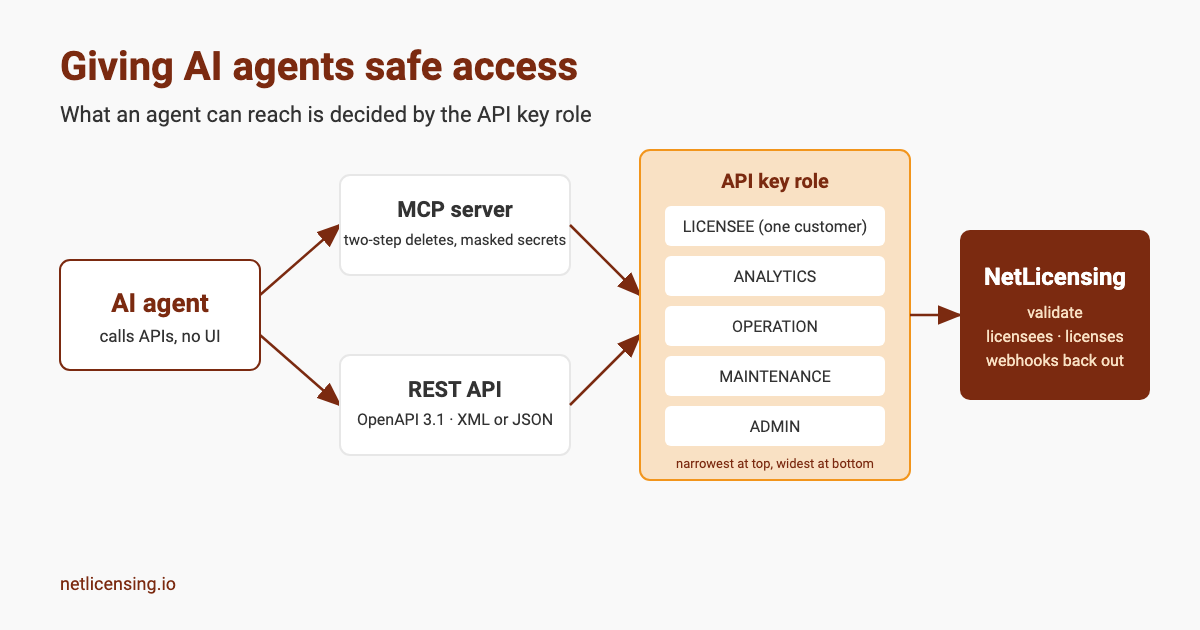 Giving AI agents safe access
What an agent can reach is decided by the API key role
AI agent
calls APIs, no UI
MCP server
two-step deletes, masked secrets
REST API
OpenAPI 3.1 · XML or JSON
API key role
LICENSEE (one customer)
ANALYTICS
OPERATION
MAINTENANCE
ADMIN
narrowest at top, widest at bottom
NetLicensing
validate
licensees · licenses
webhooks back out
netlicensing.io